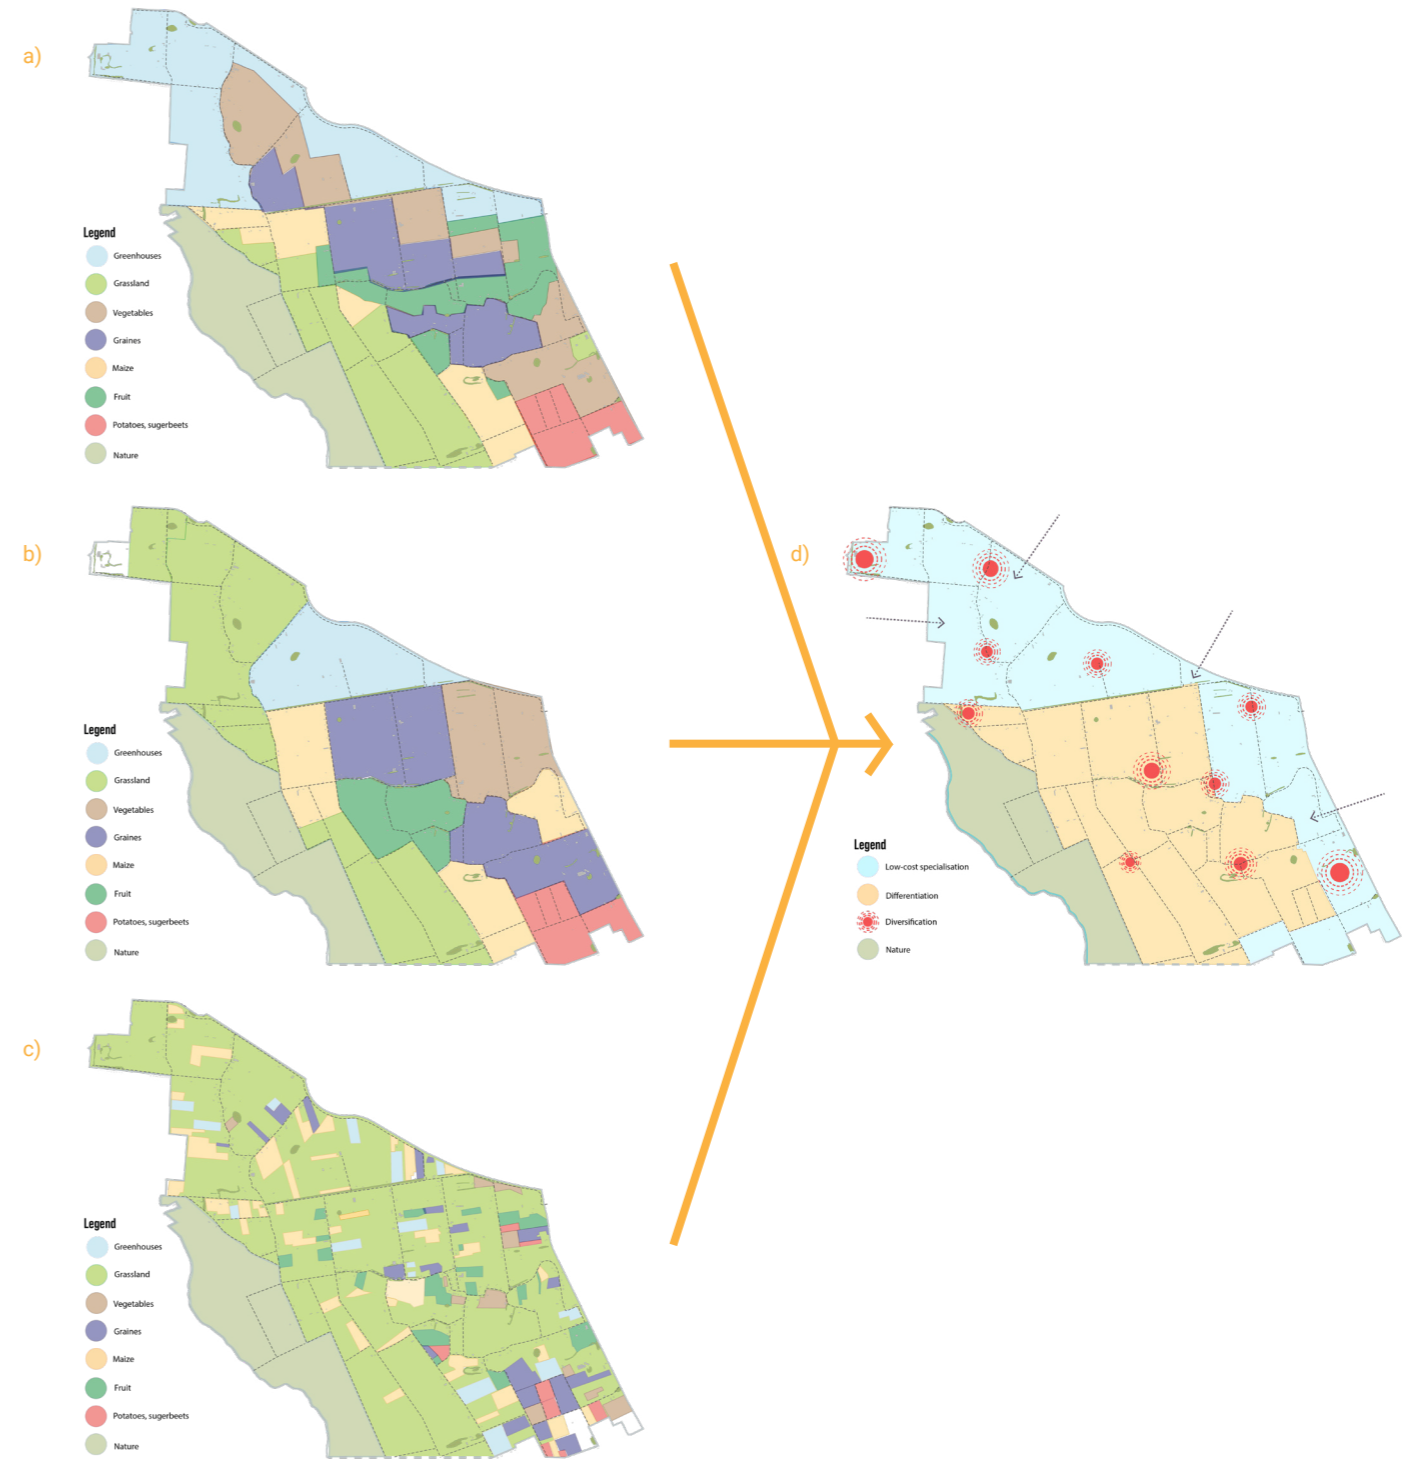 a)
Legend
Greenhouses
Grassland
Vegetables
Graines
Maize
Fruit
Potatoes, sugerbeets
Nature
b)
Legend
Greenhouses
Grassland
Vegetables
Graines
Maize
Fruit
Potatoes, sugerbeets
Nature
c)
Legend
Greenhouses
Grassland
Vegetables
Graines
Maize
Fruit
Potatoes, sugerbeets
Nature
d)
Legend
Low-cost specialisation
Differentiation
Diversification
Nature